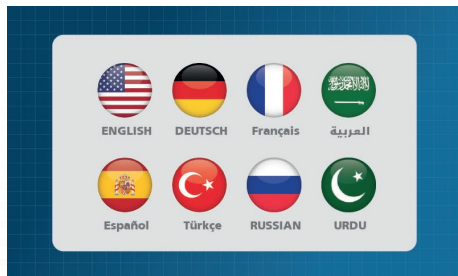 ENGLISH DEUTSCH Français العربية
Español Türkçe RUSSIAN URDU